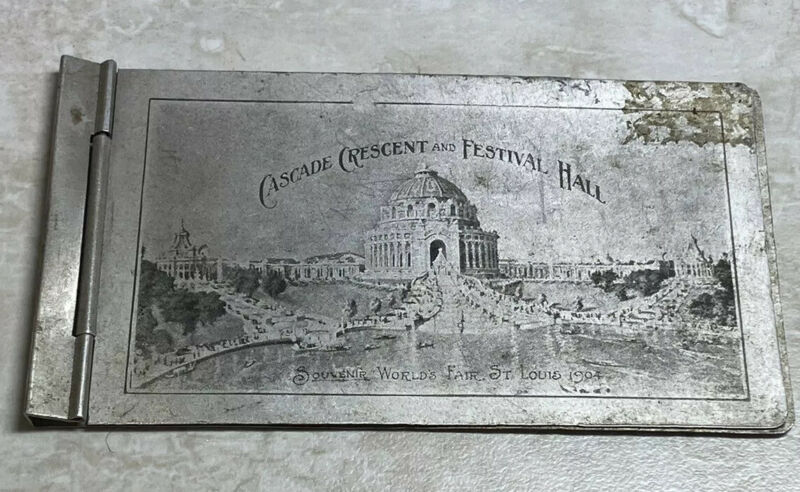 Cascade Crescent and Festival Hall
Souvenir World's Fair. St. Louis 1904